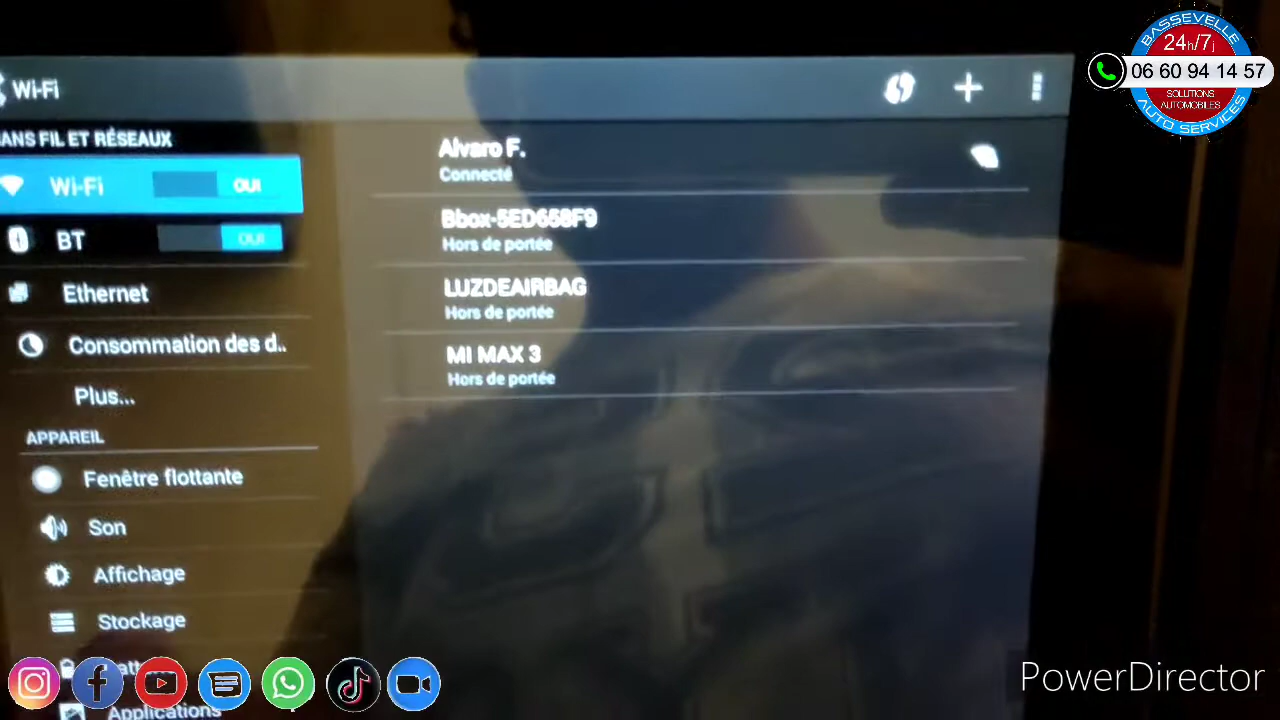 Wi-Fi
ANS FIL ET RÉSEAUX
Wi-Fi OUI
BT OUI
Ethernet
Consommation des d..
Plus...
APPAREIL
Fenêtre flottante
Son
Affichage
Stockage
Applications
Alvaro F.
Connecté
Bbox-5ED658F9
Hors de portée
LUZDEAIRBAG
Hors de portée
MI MAX 3
Hors de portée
BASSEVELLE
24h/7j
06 60 94 14 57
SOLUTIONS
AUTOMOBILES
AUTO SERVICES
PowerDirector